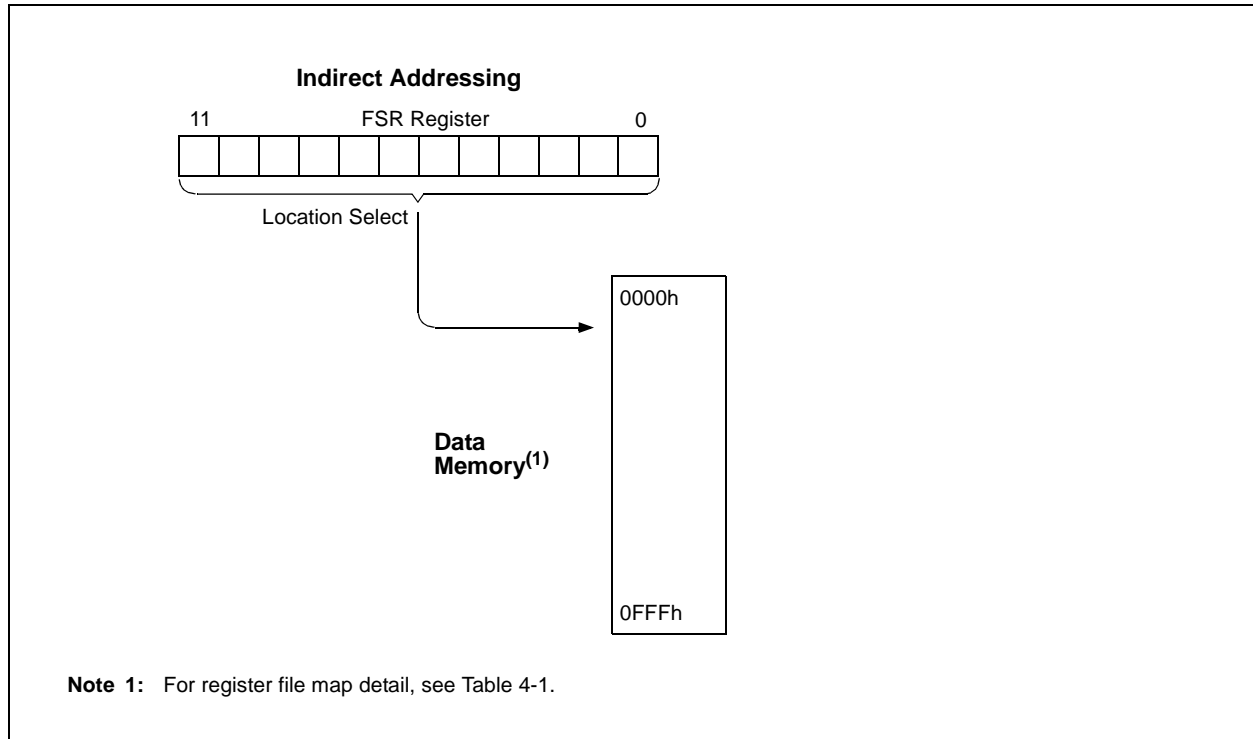 Indirect Addressing
11 FSR Register 0
Location Select
0000h
Data
Memory(1)
0FFFh
Note 1: For register file map detail, see Table 4-1.